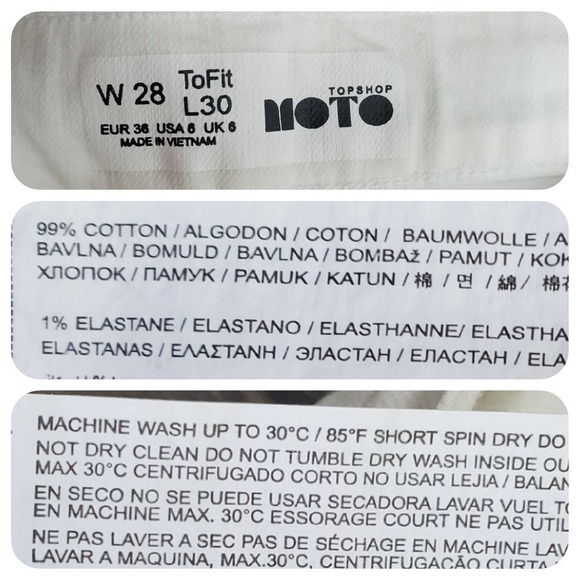 W 28 ToFit L30
EUR 36 USA 6 UK 6
MADE IN VIETNAM
TOPSHOP
MOTO
99% COTTON / ALGODON / COTON / BAUMWOLLE / A
BAVLNA / BOMULD / BAVLNA / BOMBAŽ / PAMUT / KOK
ХЛОПОК / ПАМУК / PAMUK / KATUN / 棉 / 면 / 綿 / 棉花
1% ELASTANE / ELASTANO / ELASTHANNE/ ELASTHA
ELASTANAS / ΕΛΑΣΤΑΝΗ / ЭЛАСТАН / ЕЛАСТАН / ELA
MACHINE WASH UP TO 30°C / 85°F SHORT SPIN DRY DO
NOT DRY CLEAN DO NOT TUMBLE DRY WASH INSIDE OU
MAX 30°C CENTRIFUGADO CORTO NO USAR LEJIA / BALAN
EN SECO NO SE PUEDE USAR SECADORA LAVAR VUEL TO
EN MACHINE MAX. 30°C ESSORAGE COURT NE PAS UTIL
NE PAS LAVER A SEC PAS DE SÉCHAGE EN MACHINE LAV
LAVAR A MAQUINA, MAX.30°C, CENTRIFUGAÇÃO CURTA /